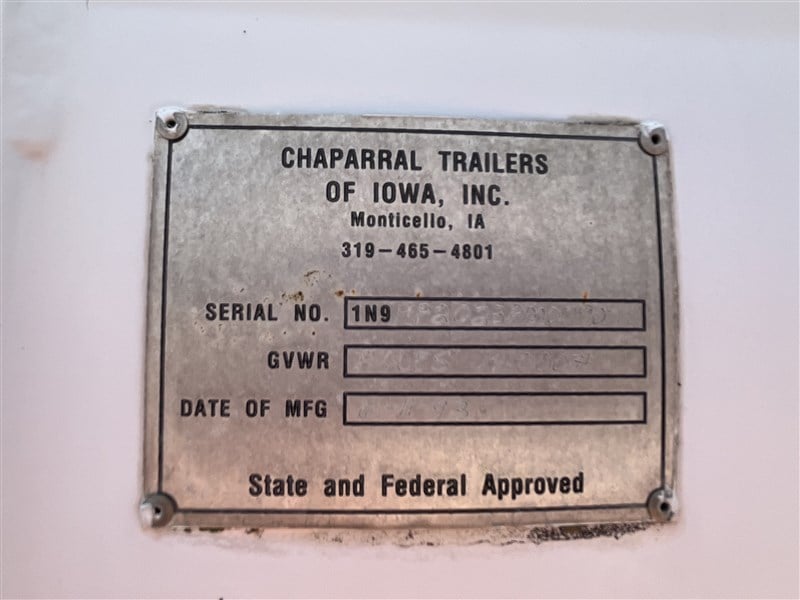 CHAPARRAL TRAILERS
OF IOWA, INC.
Monticello, IA
319-465-4801
SERIAL NO. 1N9
GVWR
DATE OF MFG
State and Federal Approved